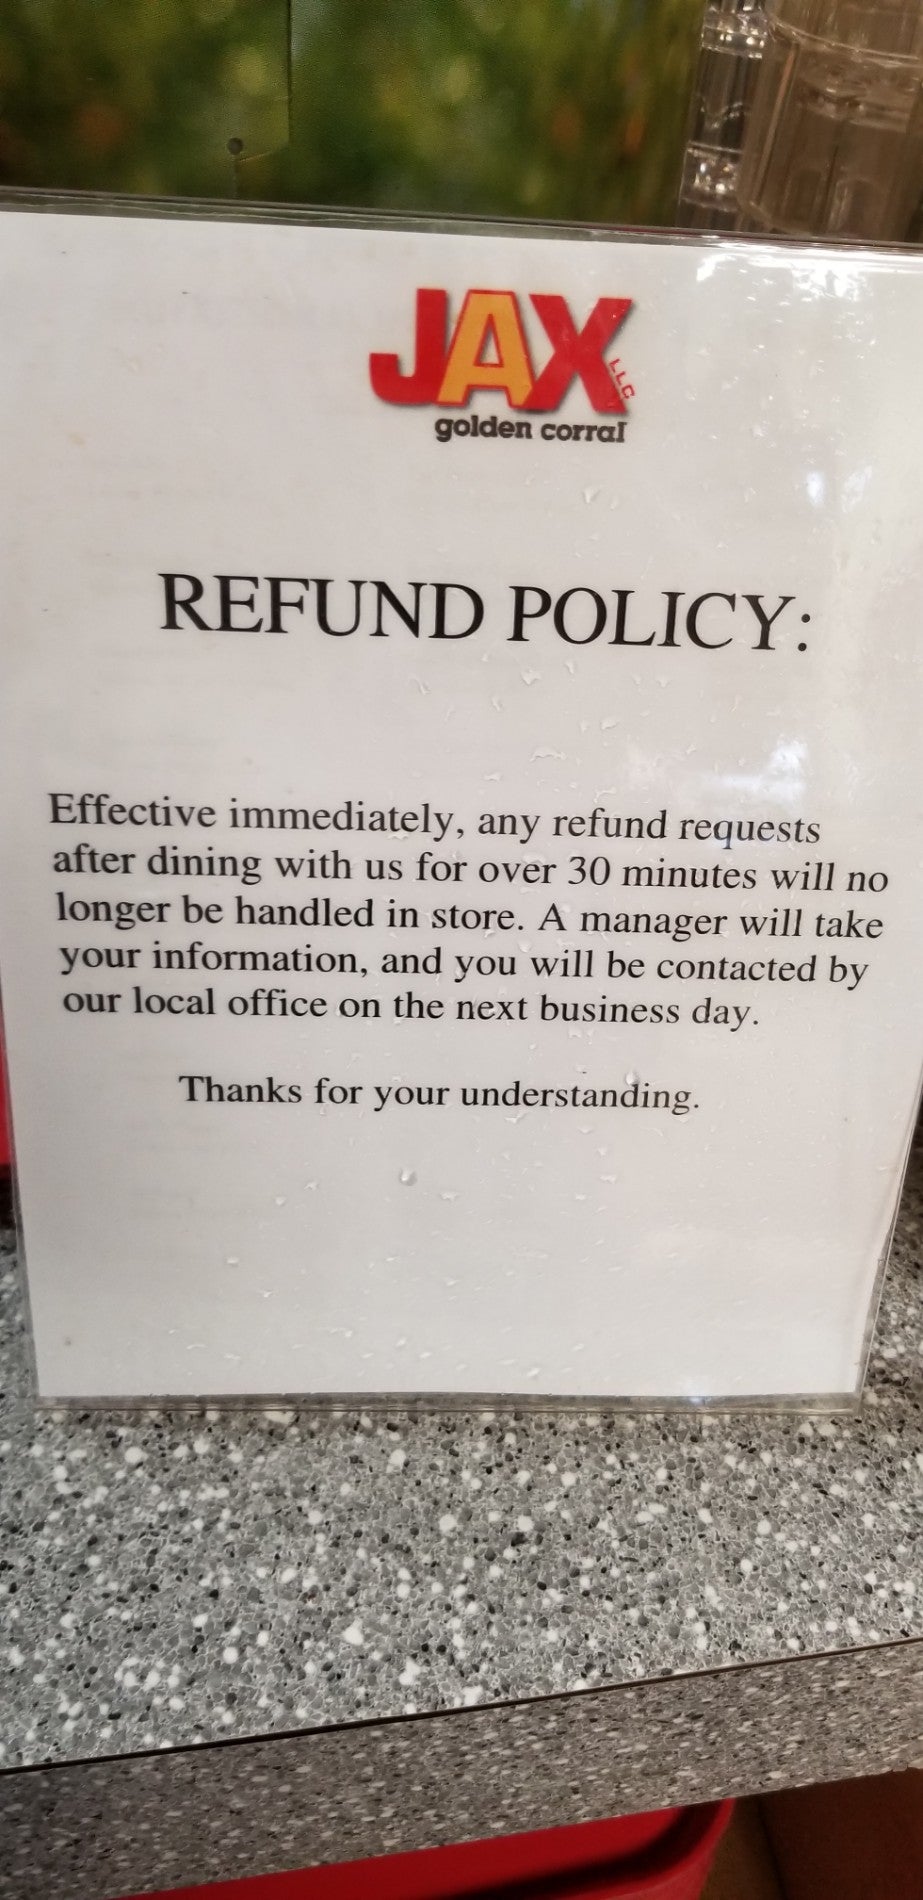 JAX LLC
golden corral
REFUND POLICY:
Effective immediately, any refund requests
after dining with us for over 30 minutes will no
longer be handled in store. A manager will take
your information, and you will be contacted by
our local office on the next business day.
Thanks for your understanding.